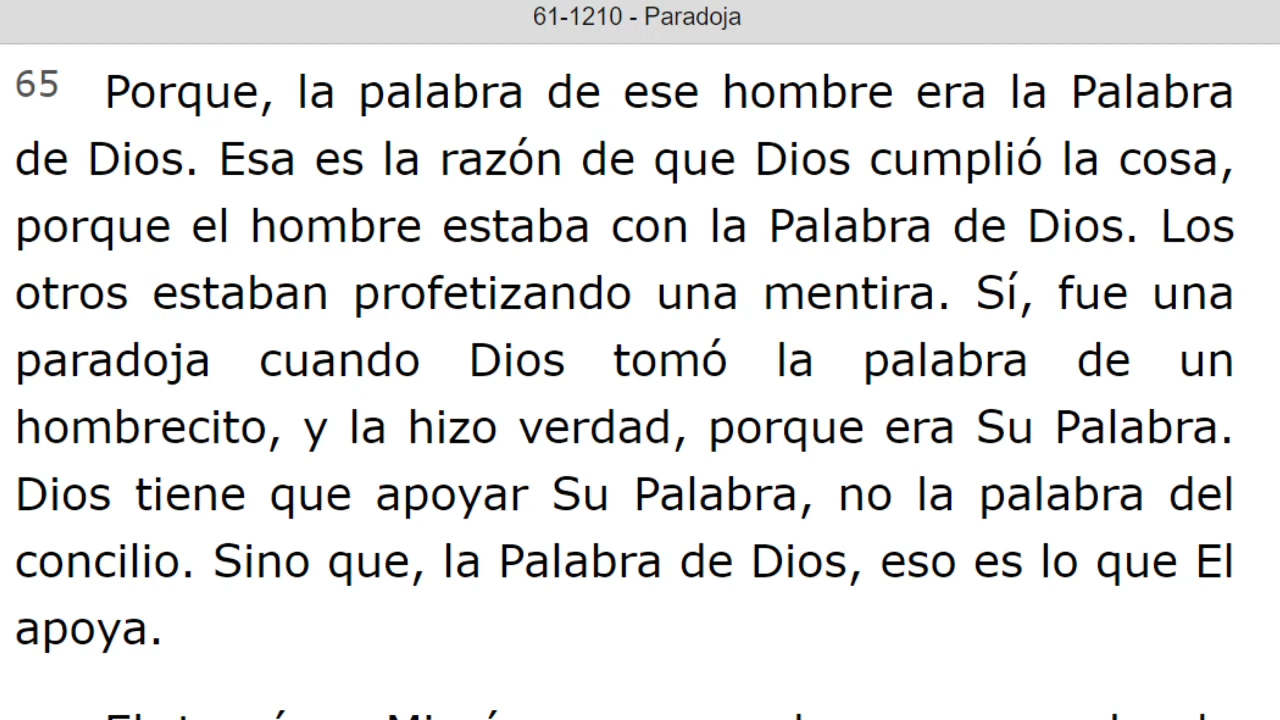 61-1210 - Paradoja
65 Porque, la palabra de ese hombre era la Palabra
de Dios. Esa es la razón de que Dios cumplió la cosa,
porque el hombre estaba con la Palabra de Dios. Los
otros estaban profetizando una mentira. Sí, fue una
paradoja cuando Dios tomó la palabra de un
hombrecito, y la hizo verdad, porque era Su Palabra.
Dios tiene que apoyar Su Palabra, no la palabra del
concilio. Sino que, la Palabra de Dios, eso es lo que El
apoya.